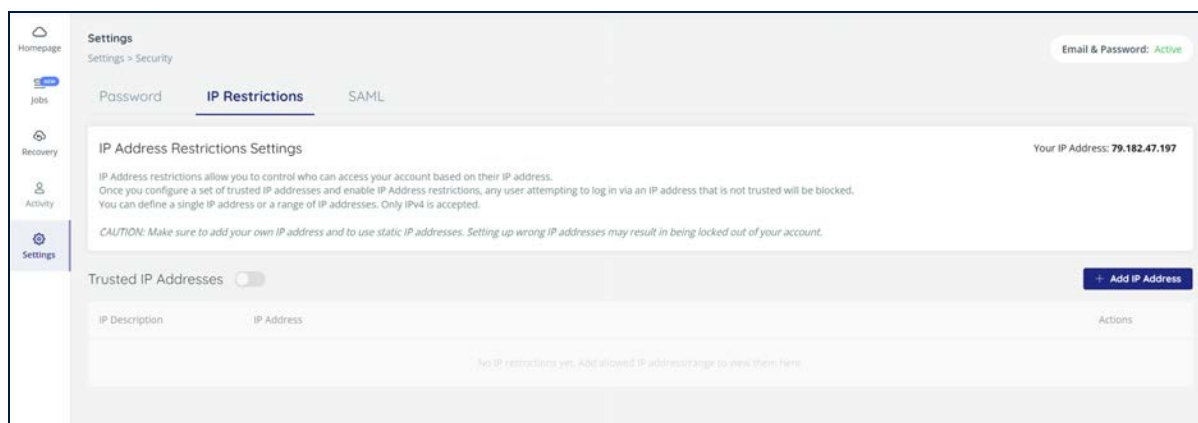 Homepage
NEW
Jobs
Recovery
Activity
Settings
Settings
Settings > Security
Email & Password: Active
Password IP Restrictions SAML
IP Address Restrictions Settings
Your IP Address: 79.182.47.197
IP Address restrictions allow you to control who can access your account based on their IP address.
Once you configure a set of trusted IP addresses and enable IP Address restrictions, any user attempting to log in via an IP address that is not trusted will be blocked.
You can define a single IP address or a range of IP addresses. Only IPv4 is accepted.
CAUTION: Make sure to add your own IP address and to use static IP addresses. Setting up wrong IP addresses may result in being locked out of your account.
Trusted IP Addresses
+ Add IP Address
IP Description IP Address Actions
No IP restrictions yet. Add allowed IP address/range to view them here.